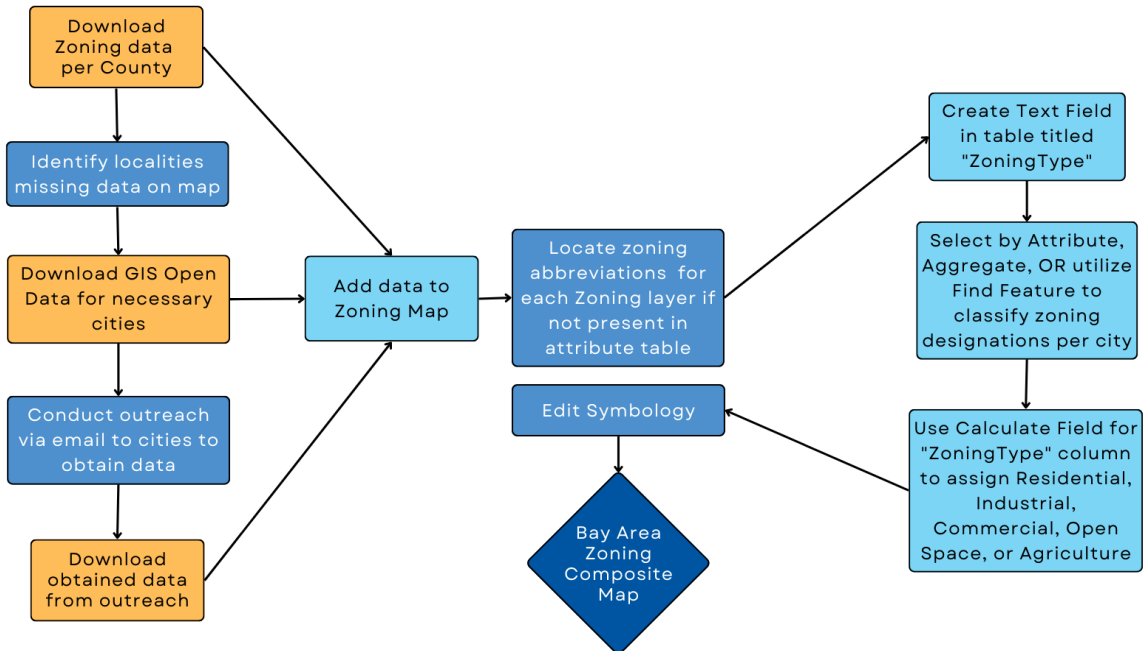 Download
Zoning data
per County
Identify localities
missing data on map
Download GIS Open
Data for necessary
cities
Conduct outreach
via email to cities to
obtain data
Download
obtained data
from outreach
Add data to
Zoning Map
Locate zoning
abbreviations for
each Zoning layer if
not present in
attribute table
Create Text Field
in table titled
"ZoningType"
Select by Attribute,
Aggregate, OR utilize
Find Feature to
classify zoning
designations per city
Use Calculate Field for
"ZoningType" column
to assign Residential,
Industrial,
Commercial, Open
Space, or Agriculture
Edit Symbology
Bay Area
Zoning
Composite
Map